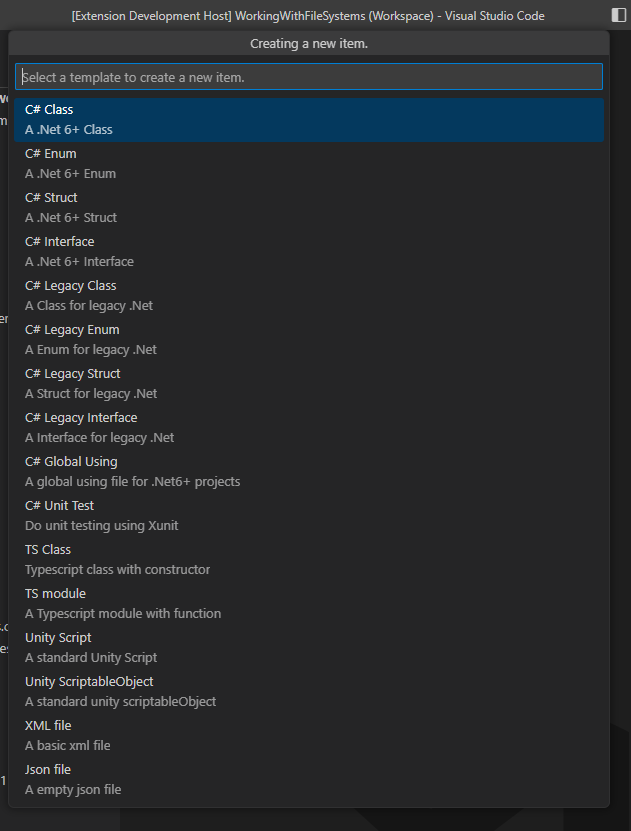 [Extension Development Host] WorkingWithFileSystems (Workspace) - Visual Studio Code
Creating a new item.
Select a template to create a new item.
C# Class
A .Net 6+ Class
C# Enum
A .Net 6+ Enum
C# Struct
A .Net 6+ Struct
C# Interface
A .Net 6+ Interface
C# Legacy Class
A Class for legacy .Net
C# Legacy Enum
A Enum for legacy .Net
C# Legacy Struct
A Struct for legacy .Net
C# Legacy Interface
A Interface for legacy .Net
C# Global Using
A global using file for .Net6+ projects
C# Unit Test
Do unit testing using Xunit
TS Class
Typescript class with constructor
TS module
A Typescript module with function
Unity Script
A standard Unity Script
Unity ScriptableObject
A standard unity scriptableObject
XML file
A basic xml file
Json file
A empty json file